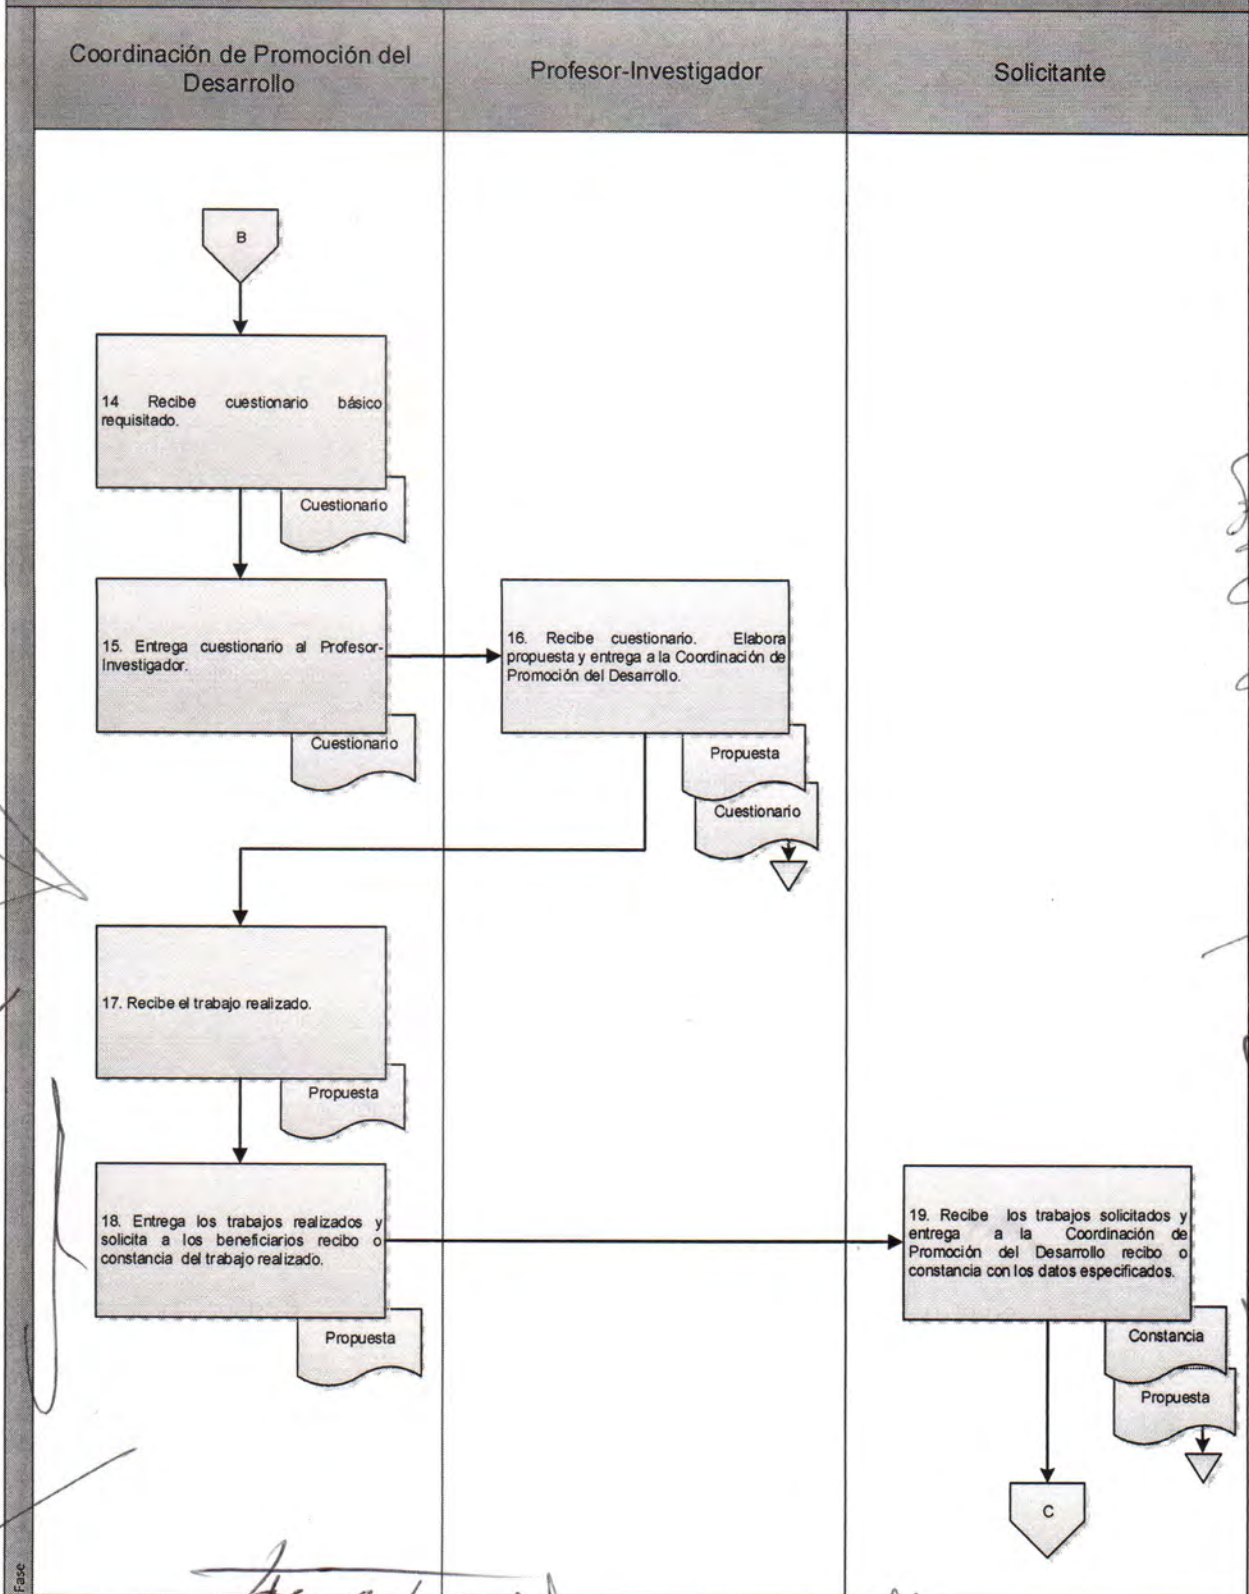 Coordinación de Promoción del
Desarrollo
Profesor-Investigador
Solicitante
B
14 Recibe cuestionario básico
requisitado.
Cuestionario
15. Entrega cuestionario al Profesor-
Investigador.
Cuestionario
16. Recibe cuestionario. Elabora
propuesta y entrega a la Coordinación de
Promoción del Desarrollo.
Propuesta
Cuestionario
17. Recibe el trabajo realizado.
Propuesta
18. Entrega los trabajos realizados y
solicita a los beneficiarios recibo o
constancia del trabajo realizado.
Propuesta
19. Recibe los trabajos solicitados y
entrega a la Coordinación de
Promoción del Desarrollo recibo o
constancia con los datos especificados.
Constancia
Propuesta
C
Fase